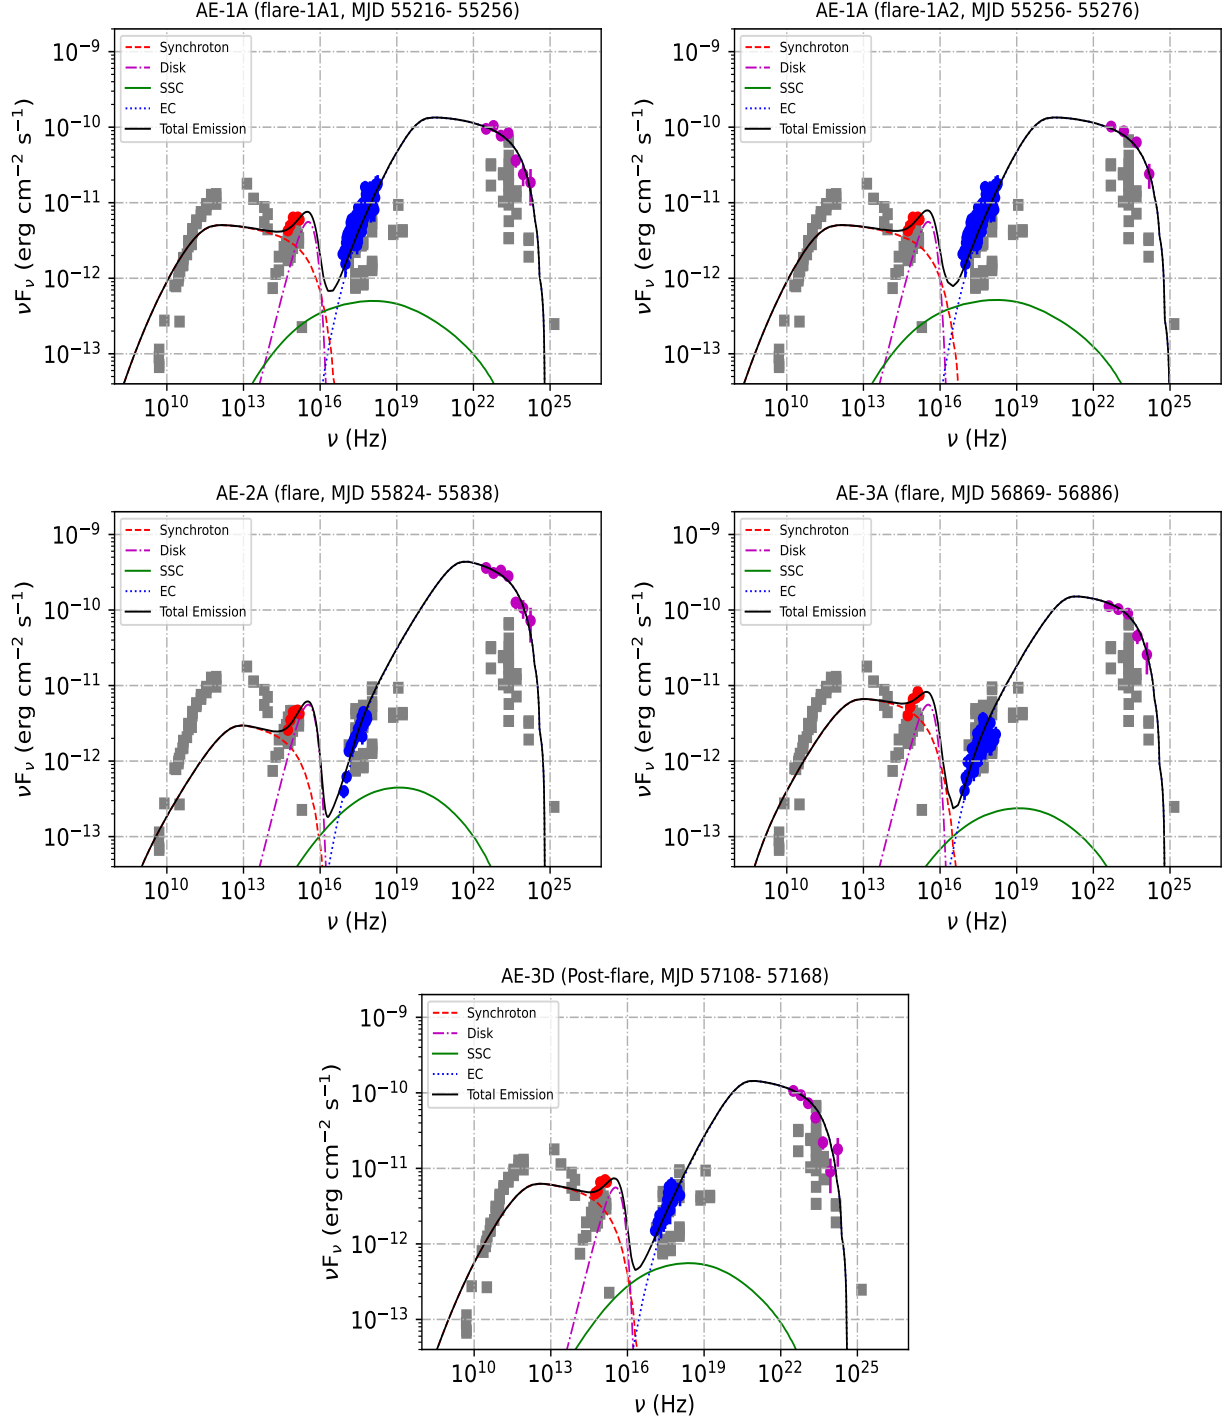 AE-1A (flare-1A1, MJD 55216- 55256)
νFν (erg cm−2 s−1)
10−9
10−10
10−11
10−12
10−13
Synchroton
Disk
SSC
EC
Total Emission
10^10 10^13 10^16 10^19 10^22 10^25
ν (Hz)
AE-1A (flare-1A2, MJD 55256- 55276)
νFν (erg cm−2 s−1)
10−9
10−10
10−11
10−12
10−13
Synchroton
Disk
SSC
EC
Total Emission
10^10 10^13 10^16 10^19 10^22 10^25
ν (Hz)
AE-2A (flare, MJD 55824- 55838)
νFν (erg cm−2 s−1)
10−9
10−10
10−11
10−12
10−13
Synchroton
Disk
SSC
EC
Total Emission
10^10 10^13 10^16 10^19 10^22 10^25
ν (Hz)
AE-3A (flare, MJD 56869- 56886)
νFν (erg cm−2 s−1)
10−9
10−10
10−11
10−12
10−13
Synchroton
Disk
SSC
EC
Total Emission
10^10 10^13 10^16 10^19 10^22 10^25
ν (Hz)
AE-3D (Post-flare, MJD 57108- 57168)
νFν (erg cm−2 s−1)
10−9
10−10
10−11
10−12
10−13
Synchroton
Disk
SSC
EC
Total Emission
10^10 10^13 10^16 10^19 10^22 10^25
ν (Hz)